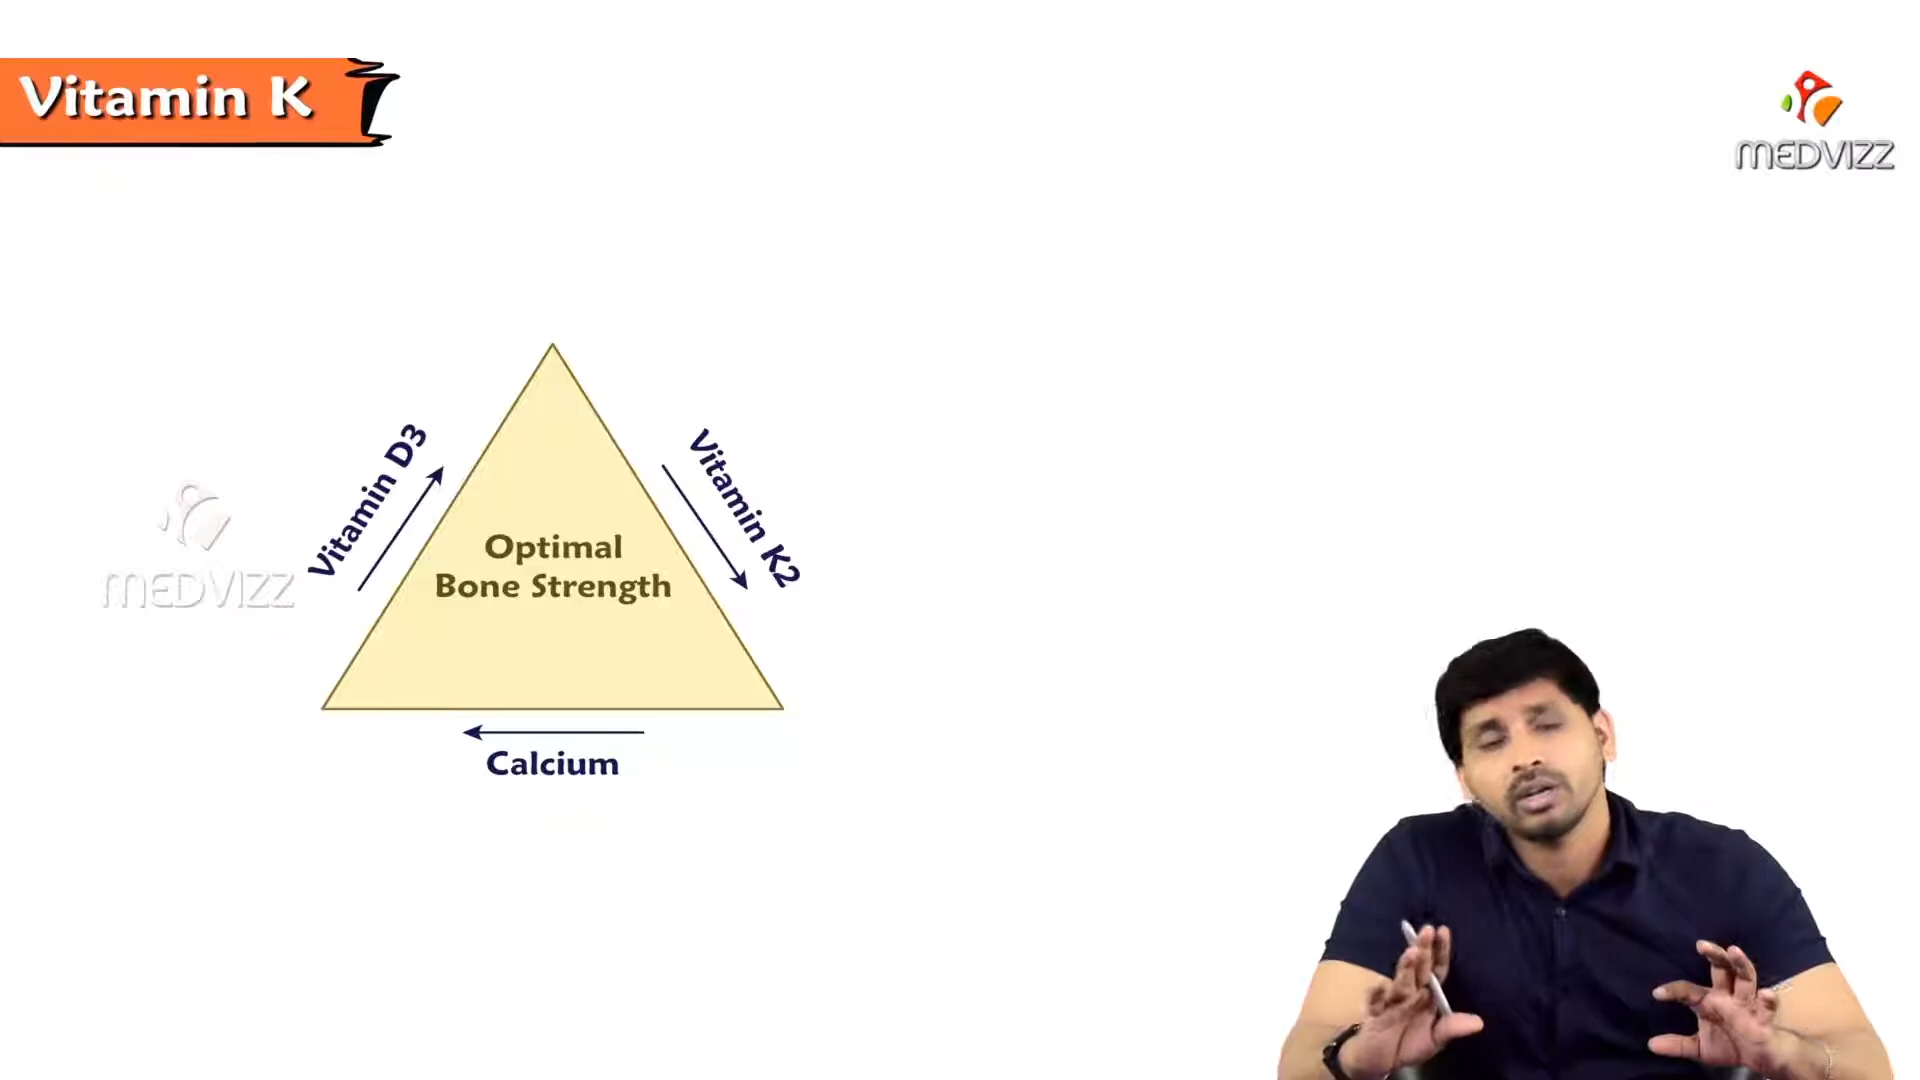 Vitamin K
MEDVIZZ
Vitamin D3
Vitamin K2
Optimal
Bone Strength
MEDVIZZ
Calcium